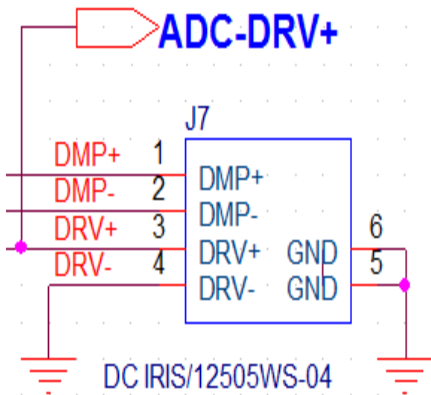 ADC-DRV+
J7
DMP+ 1 DMP+
DMP- 2 DMP-
DRV+ 3 DRV+ GND 6
DRV- 4 DRV- GND 5
DC IRIS/12505WS-04